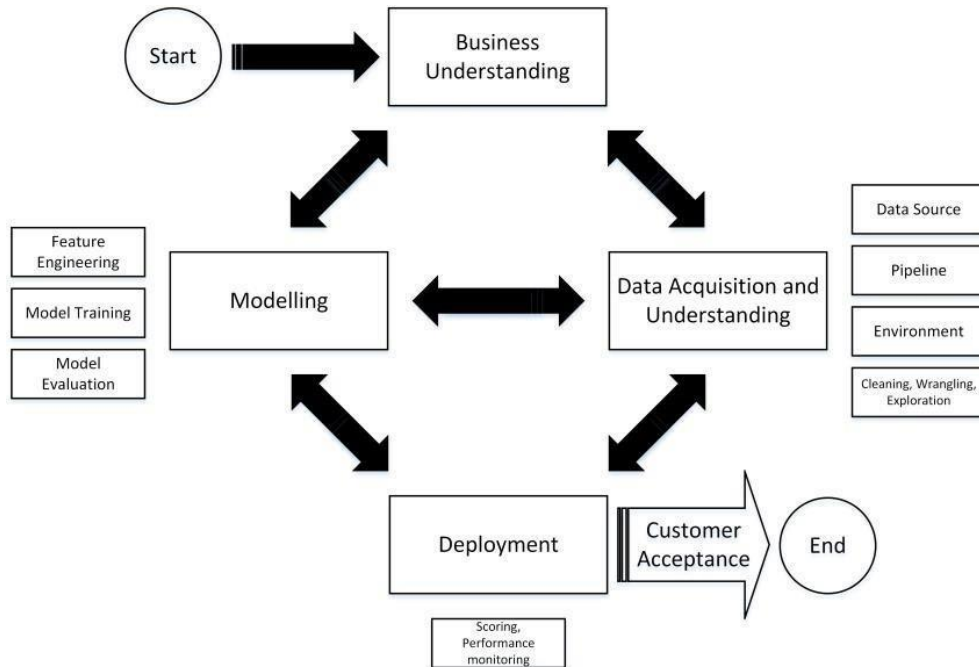 Start
Business
Understanding
Data Source
Feature
Engineering
Pipeline
Modelling
Data Acquisition and
Understanding
Model Training
Environment
Model
Evaluation
Cleaning, Wrangling,
Exploration
Deployment
Customer
Acceptance
End
Scoring,
Performance
monitoring